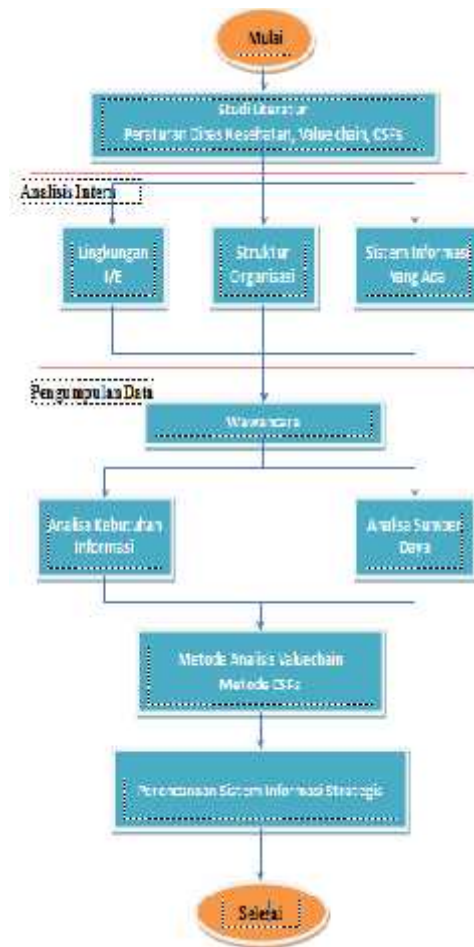 Mulai
Studi Literatur
Peraturan Dinas Kesehatan, Value chain, CSFs
Analisis Intern
Lingkungan
I/E
Struktur
Organisasi
Sistem Informasi
Yang Ada
Pengumpulan Data
Wawancara
Analisa Kebutuhan
Informasi
Analisa Sumber
Daya
Metode Analisis Valuechain
Metode CSFs
Perencanaan Sistem Informasi Strategis
Selesai